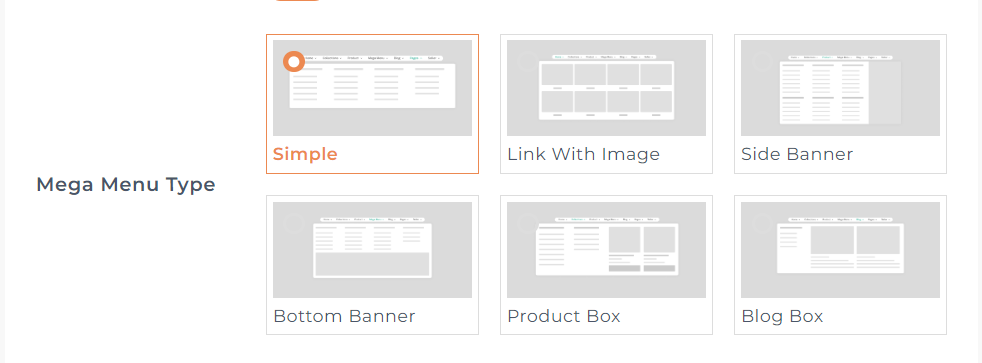 Mega Menu Type
Simple
Link With Image
Side Banner
Bottom Banner
Product Box
Blog Box